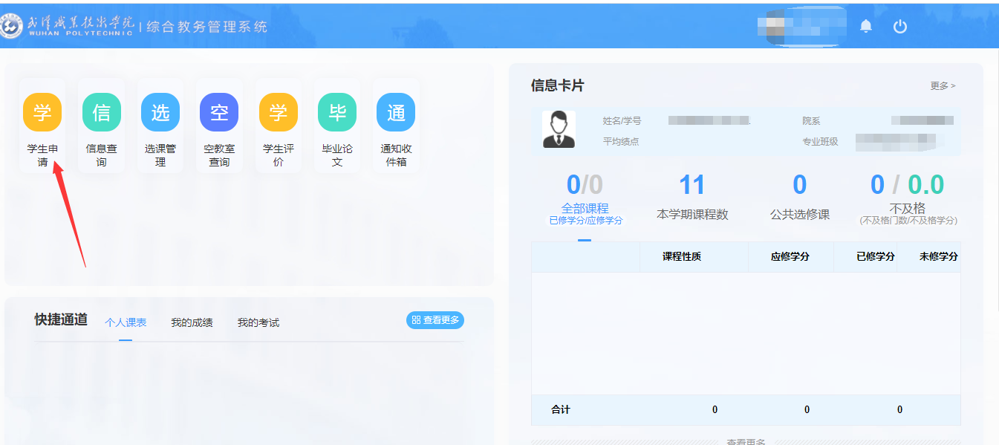 武汉职业技术学院
WUHAN POLYTECHNIC
综合教务管理系统
学
信
选
空
学
毕
通
学生申
请
信息查
询
选课管
理
空教室
查询
学生评
价
毕业论
文
通知收
件箱
快捷通道
个人课表
我的成绩
我的考试
查看更多
信息卡片
更多 >
姓名/学号
院系
平均绩点
专业班级
0/0
11
0
0 / 0.0
全部课程
已修学分/应修学分
本学期课程数
公共选修课
不及格
(不及格门数/不及格学分)
课程性质
应修学分
已修学分
未修学分
合计
0
0
0
查看更多